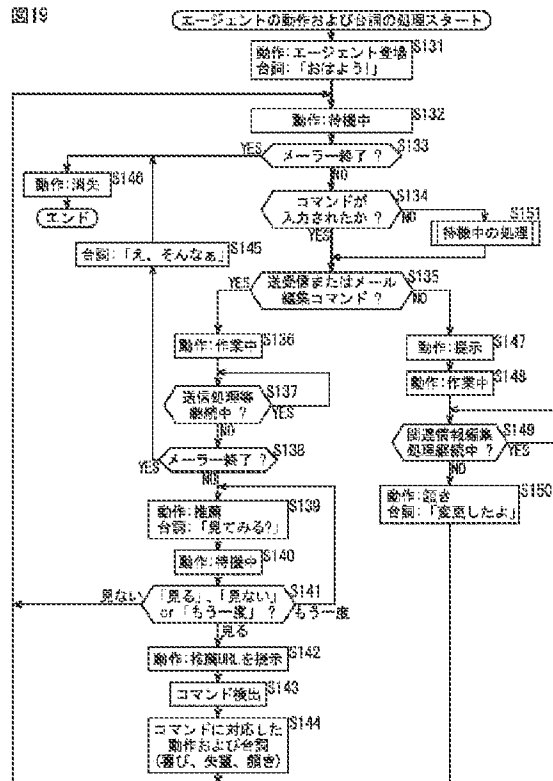 図19
エージェントの動作および台詞の処理スタート
動作:エージェント登場
台詞:「おはよう!」
S131
動作:待機中
S132
メーラー終了 ?
S133
YES
NO
動作:消失
S146
エンド
コマンドが
入力されたか ?
S134
NO
YES
待機中の処理
S151
台詞:「え、そんなぁ」
S145
送受信またはメール
編集コマンド ?
S135
YES
NO
動作:作業中
S136
動作:提示
S147
送信処理等
継続中 ?
S137
YES
NO
動作:作業中
S148
メーラー終了 ?
S138
YES
NO
関連情報編集
処理継続中 ?
S149
YES
NO
動作:推薦
台詞:「見てみる?」
S139
動作:頷き
台詞:「変更したよ」
S150
動作:待機中
S140
「見る」、「見ない」
or「もう一度」 ?
S141
見ない
もう一度
見る
動作:推薦URLを提示
S142
コマンド検出
S143
コマンドに対応した
動作および台詞
(喜び、失望、頷き)
S144